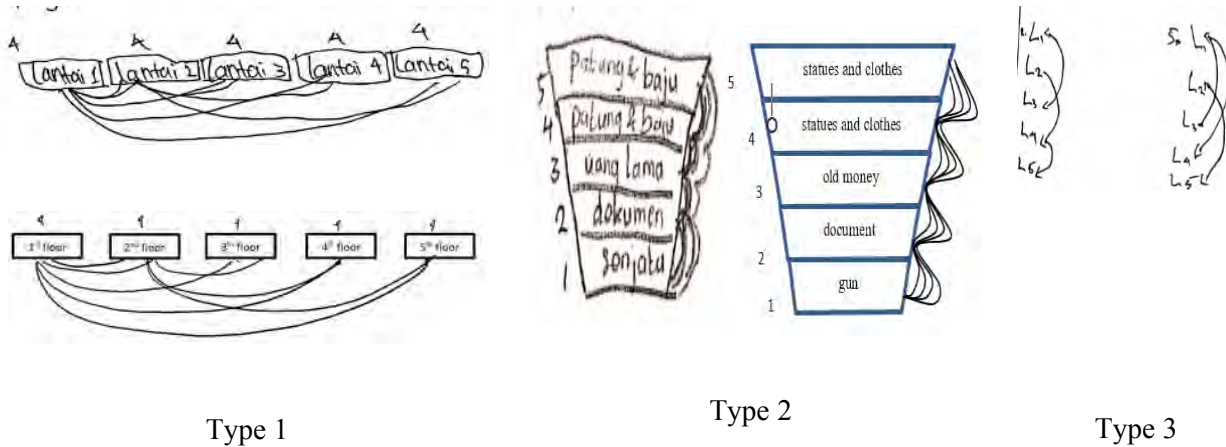 4 4 4 4 4
Lantai 1 Lantai 2 Lantai 3 Lantai 4 Lantai 5
4 4 4 4 4
1st floor 2nd floor 3th floor 4th floor 5th floor
Type 1
5 patung & baju
4 patung & baju
3 uang lama
2 dokumen
1 senjata
5 statues and clothes
4 statues and clothes
3 old money
2 document
1 gun
Type 2
L1
L2
L3
L4
L5
5. L1
L2
L3
L4
L5
Type 3